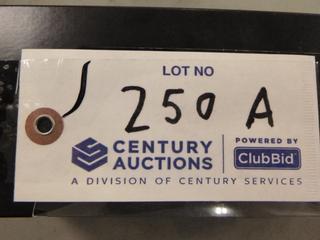 LOT NO
250 A
CENTURY AUCTIONS
POWERED BY
ClubBid
A DIVISION OF CENTURY SERVICES